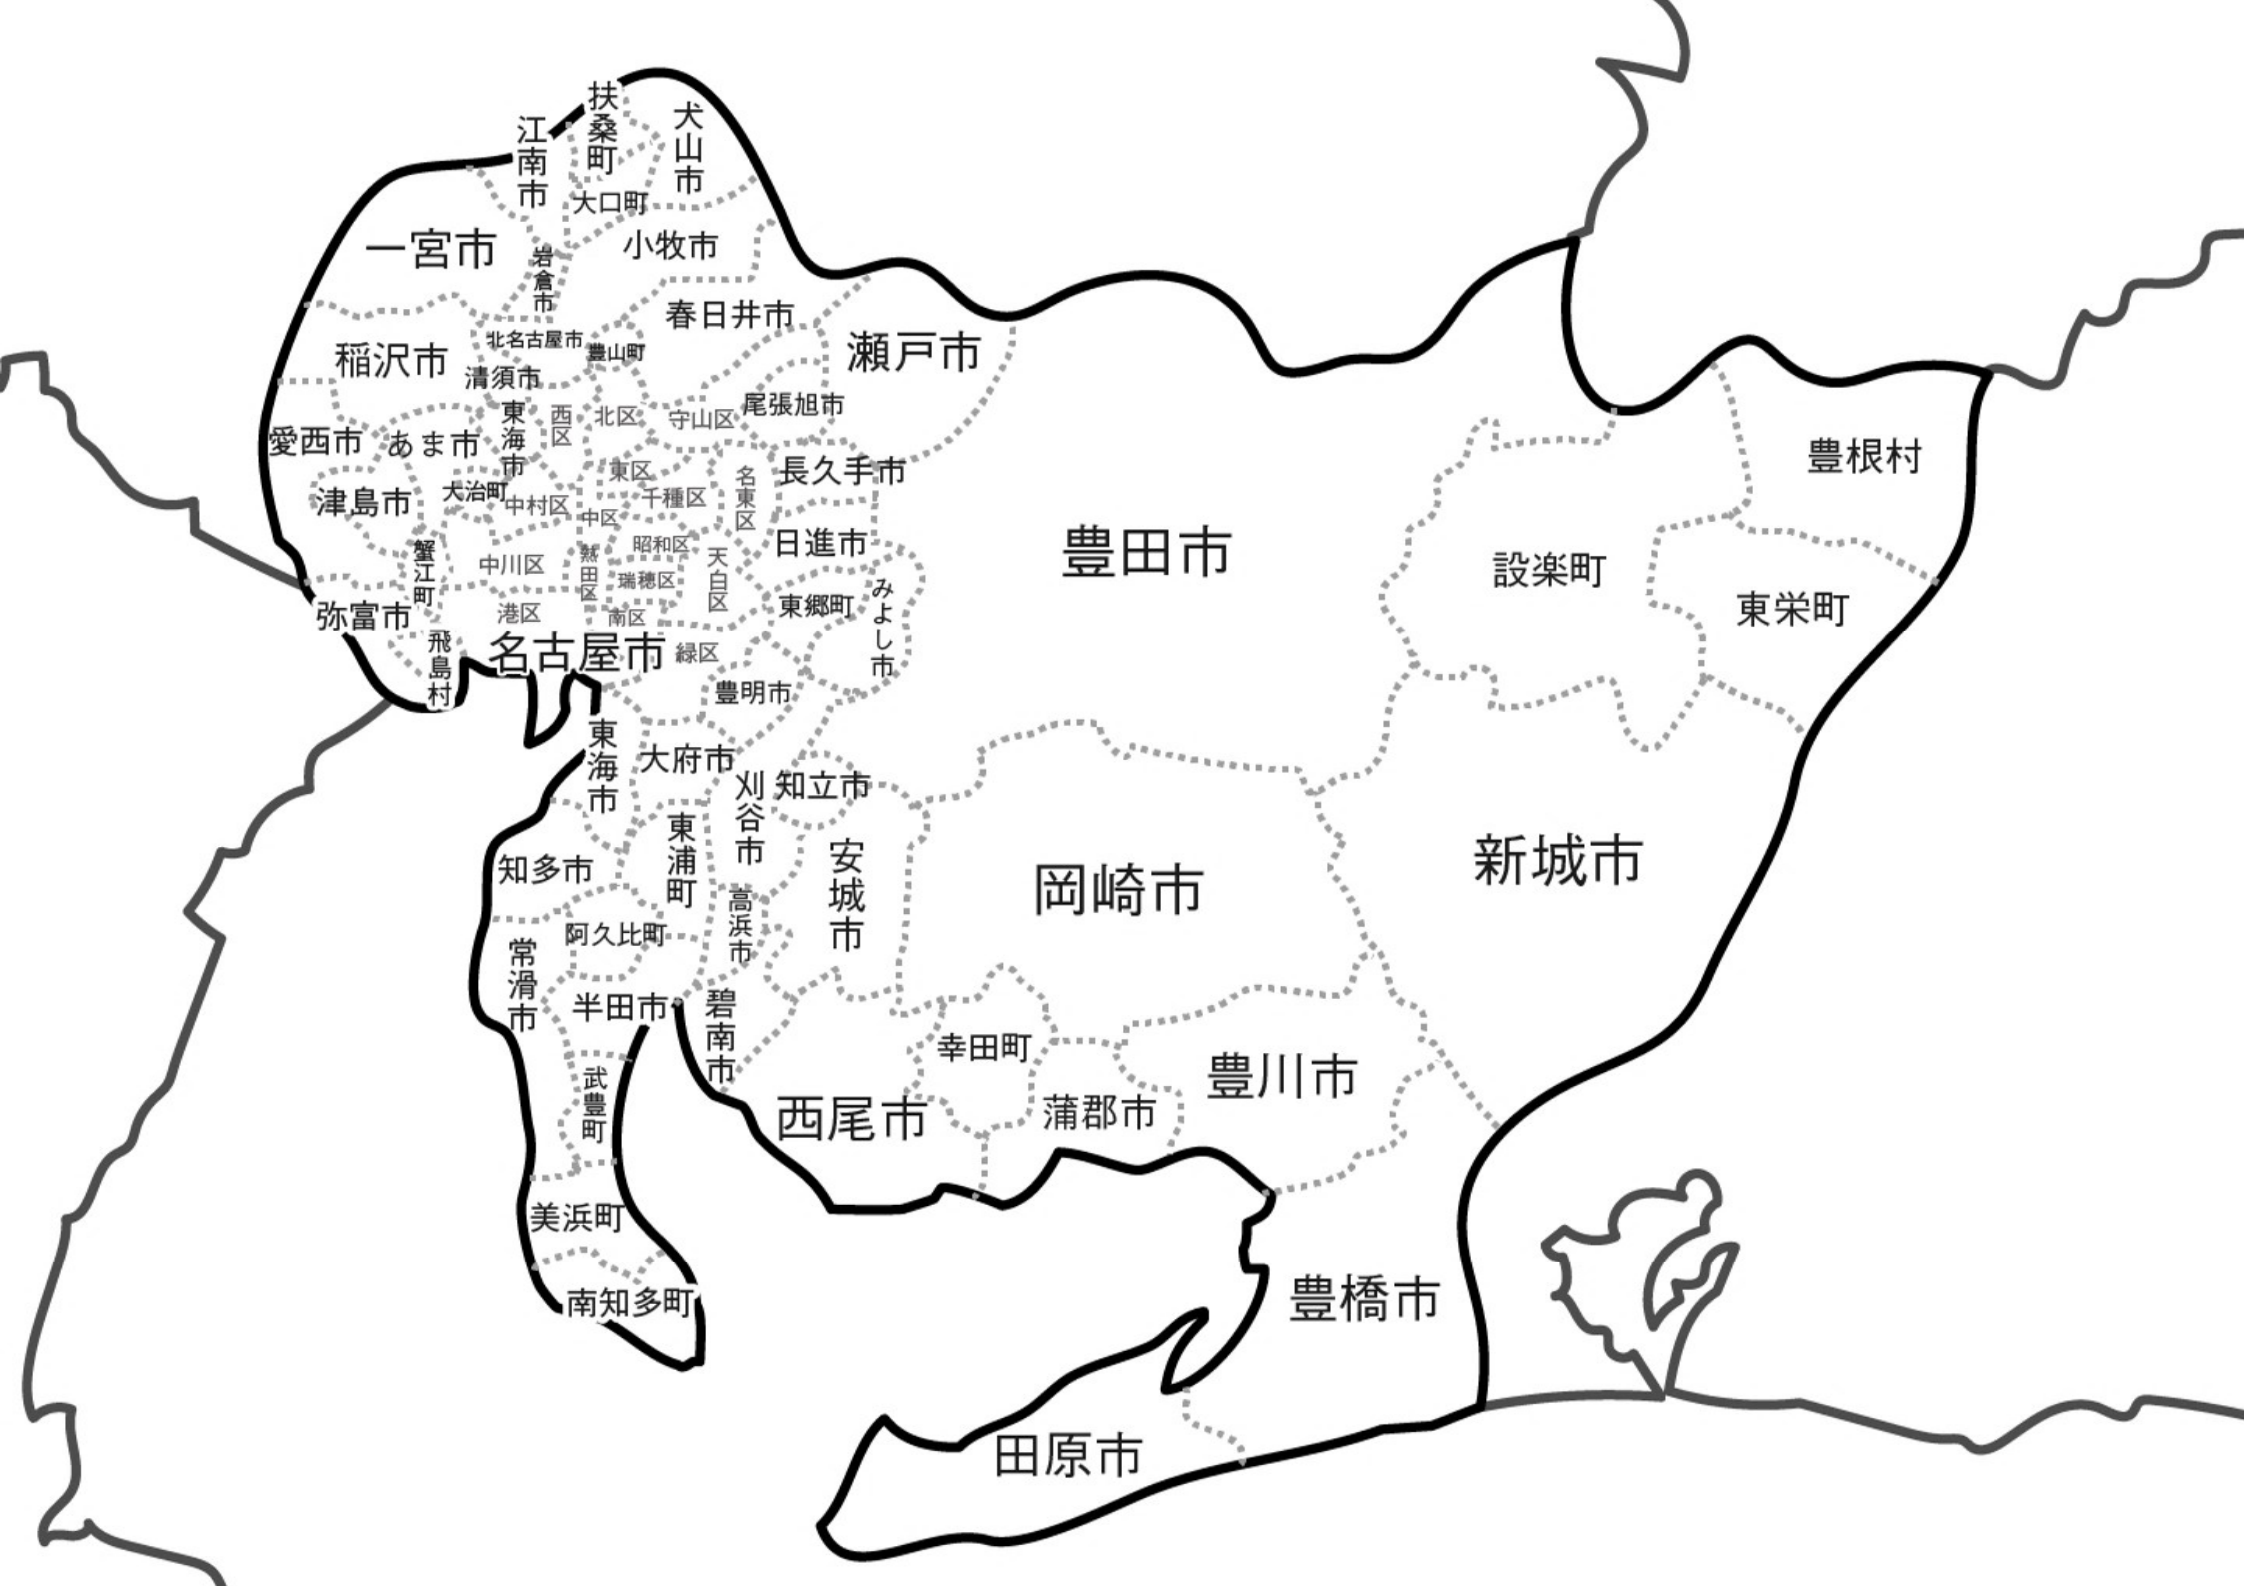 扶桑町
犬山市
江南市
大口町
一宮市
小牧市
岩倉市
春日井市
北名古屋市
豊山町
瀬戸市
稲沢市
清須市
尾張旭市
東海市
西区
北区
守山区
愛西市
あま市
長久手市
豊根村
東区
名東区
津島市
大治町
中村区
千種区
中区
日進市
豊田市
昭和区
設楽町
蟹江町
中川区
熱田区
瑞穂区
天白区
東郷町
みよし市
東栄町
弥富市
港区
南区
飛島村
名古屋市
緑区
豊明市
東海市
大府市
刈谷市
知立市
東浦町
安城市
岡崎市
新城市
知多市
高浜市
阿久比町
常滑市
半田市
碧南市
幸田町
豊川市
武豊町
西尾市
蒲郡市
美浜町
南知多町
豊橋市
田原市